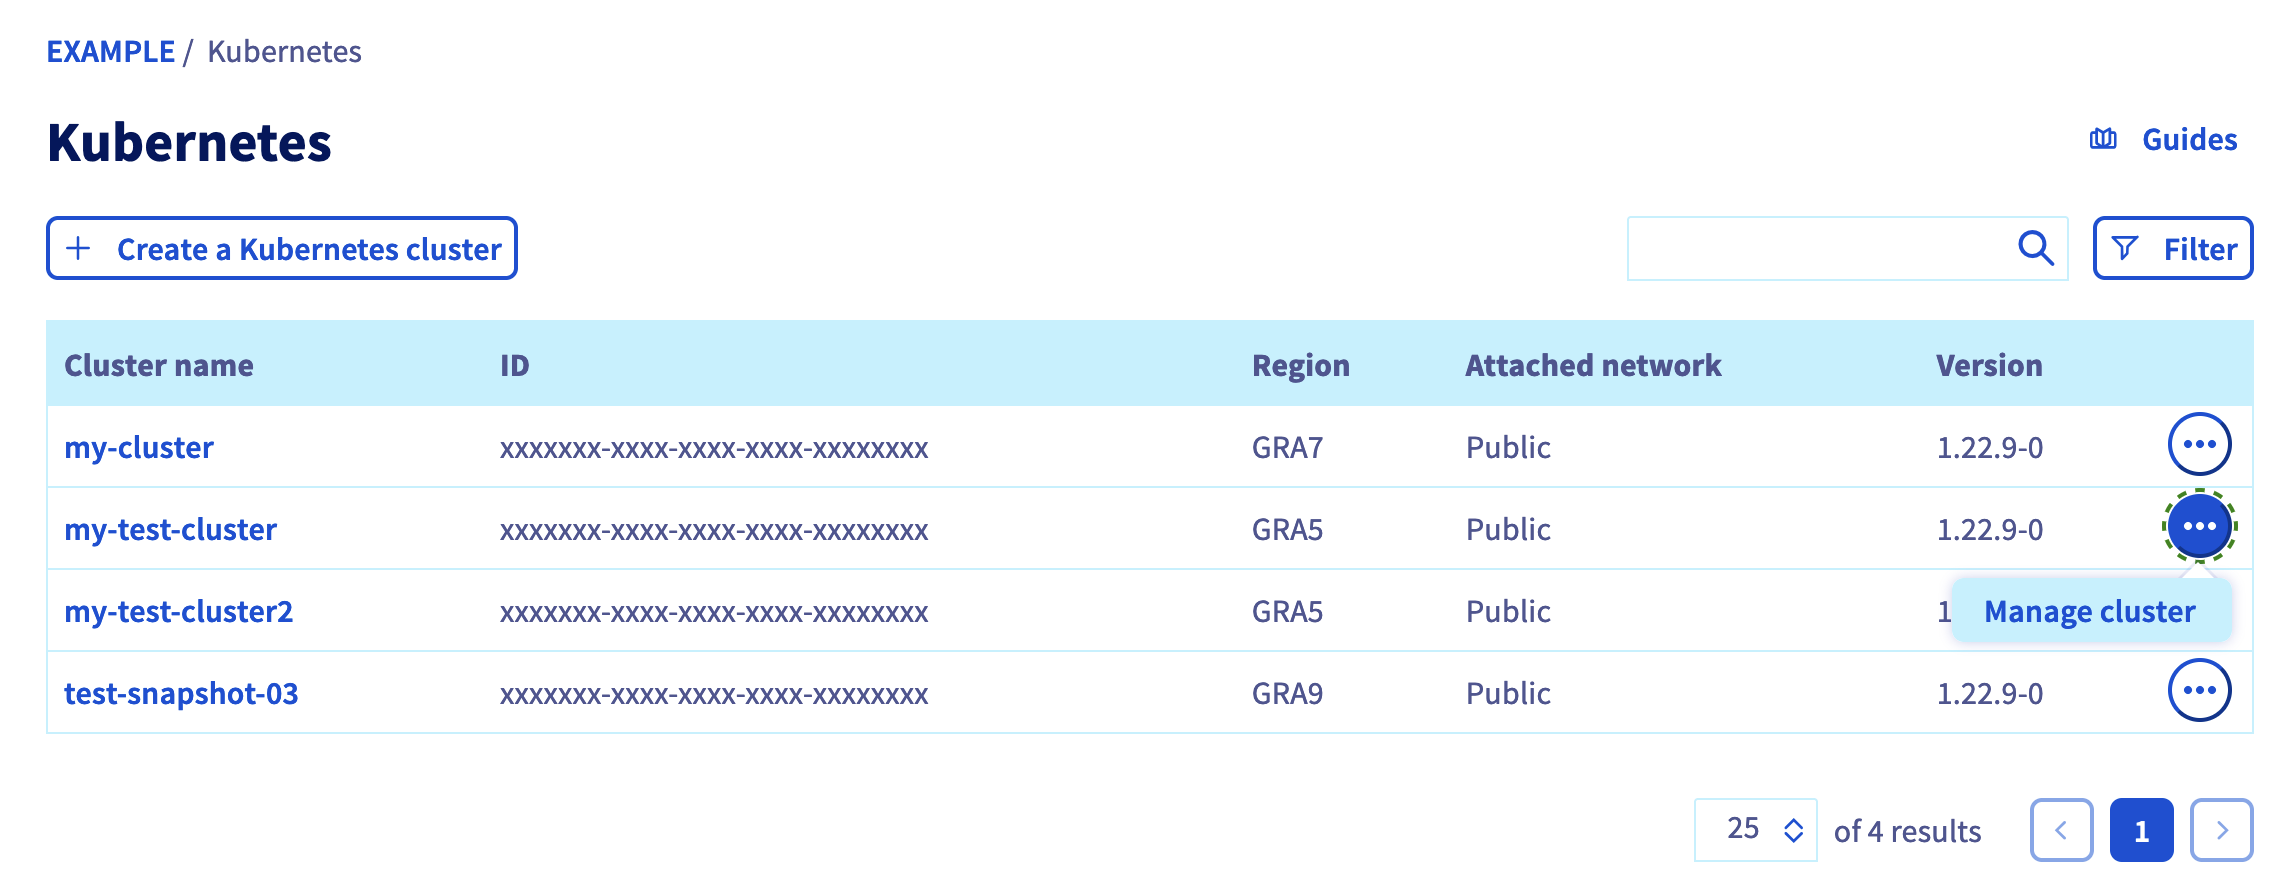 EXAMPLE / Kubernetes
Kubernetes
Guides
Create a Kubernetes cluster
Filter
Cluster name ID Region Attached network Version
my-cluster xxxxxxx-xxxx-xxxx-xxxx-xxxxxxxx GRA7 Public 1.22.9-0
my-test-cluster xxxxxxx-xxxx-xxxx-xxxx-xxxxxxxx GRA5 Public 1.22.9-0
my-test-cluster2 xxxxxxx-xxxx-xxxx-xxxx-xxxxxxxx GRA5 Public 1
Manage cluster
test-snapshot-03 xxxxxxx-xxxx-xxxx-xxxx-xxxxxxxx GRA9 Public 1.22.9-0
25 of 4 results 1